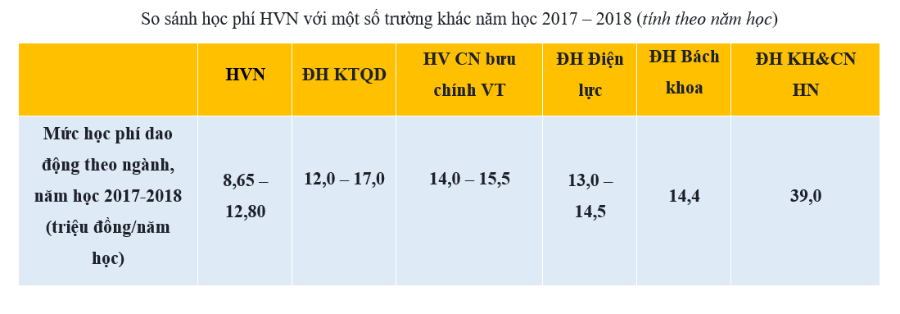 So sánh học phí HVN với một số trường khác năm học 2017 – 2018 (tính theo năm học)
HVN
ĐH KTQD
HV CN bưu
chính VT
ĐH Điện
lực
ĐH Bách
khoa
ĐH KH&CN
HN
Mức học phí dao
động theo ngành,
năm học 2017-2018
(triệu đồng/năm
học)
8,65 –
12,80
12,0 – 17,0
14,0 – 15,5
13,0 –
14,5
14,4
39,0